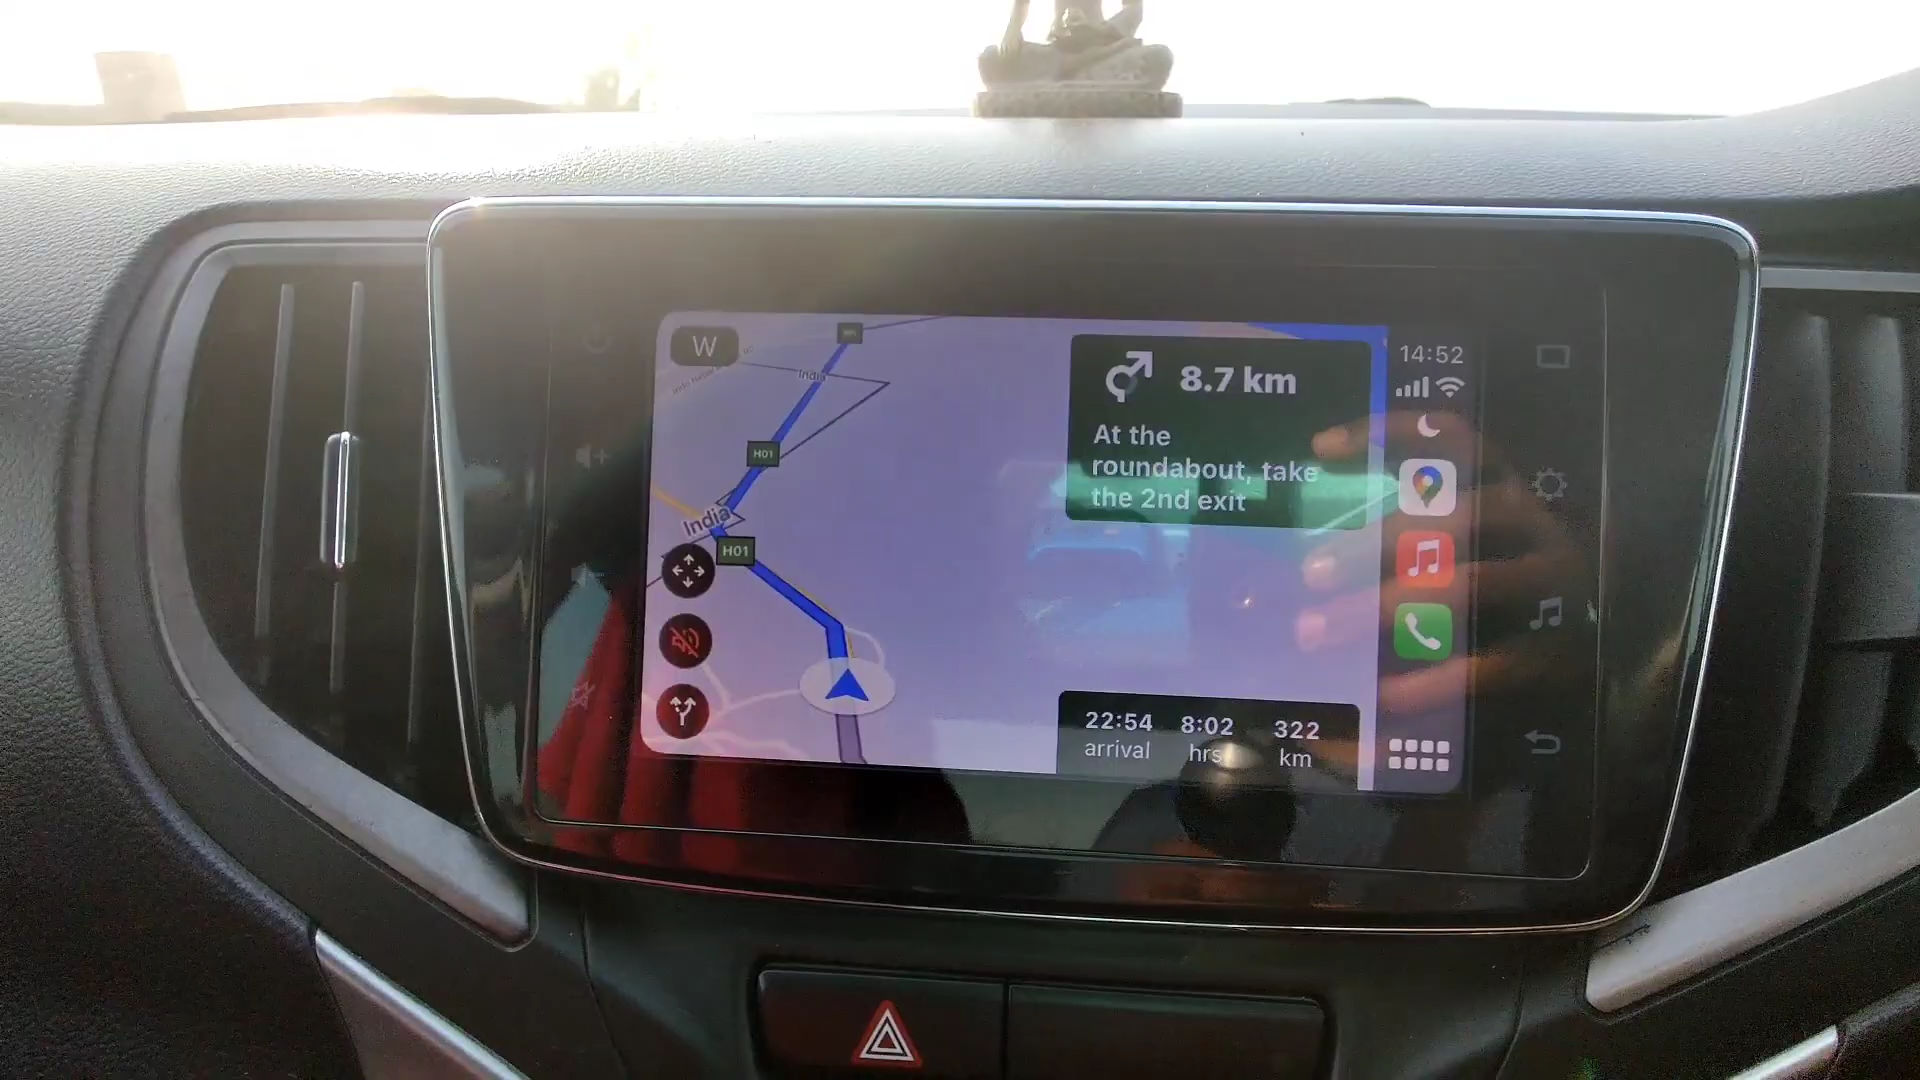 W
India
H01
India
H01
8.7 km
At the
roundabout, take
the 2nd exit
14:52
22:54 8:02 322
arrival hrs km